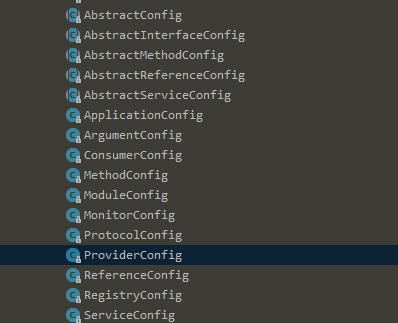 AbstractConfig
AbstractInterfaceConfig
AbstractMethodConfig
AbstractReferenceConfig
AbstractServiceConfig
ApplicationConfig
ArgumentConfig
ConsumerConfig
MethodConfig
ModuleConfig
MonitorConfig
ProtocolConfig
ProviderConfig
ReferenceConfig
RegistryConfig
ServiceConfig